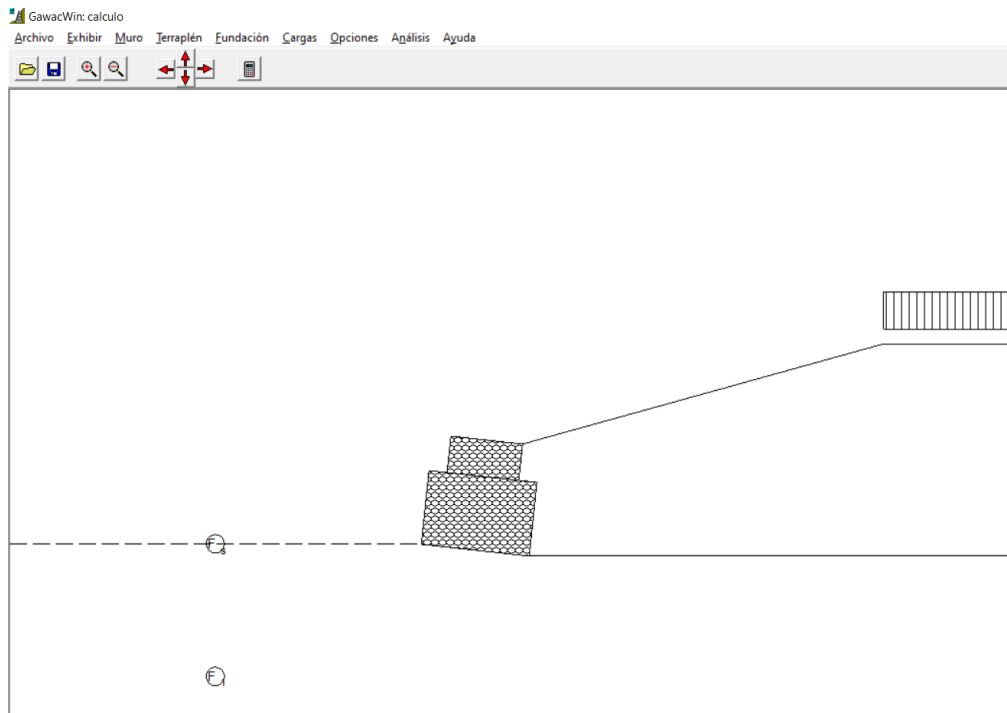 GawacWin: calculo
Archivo Exhibir Muro Terraplén Fundación Cargas Opciones Análisis Ayuda
F s
F i